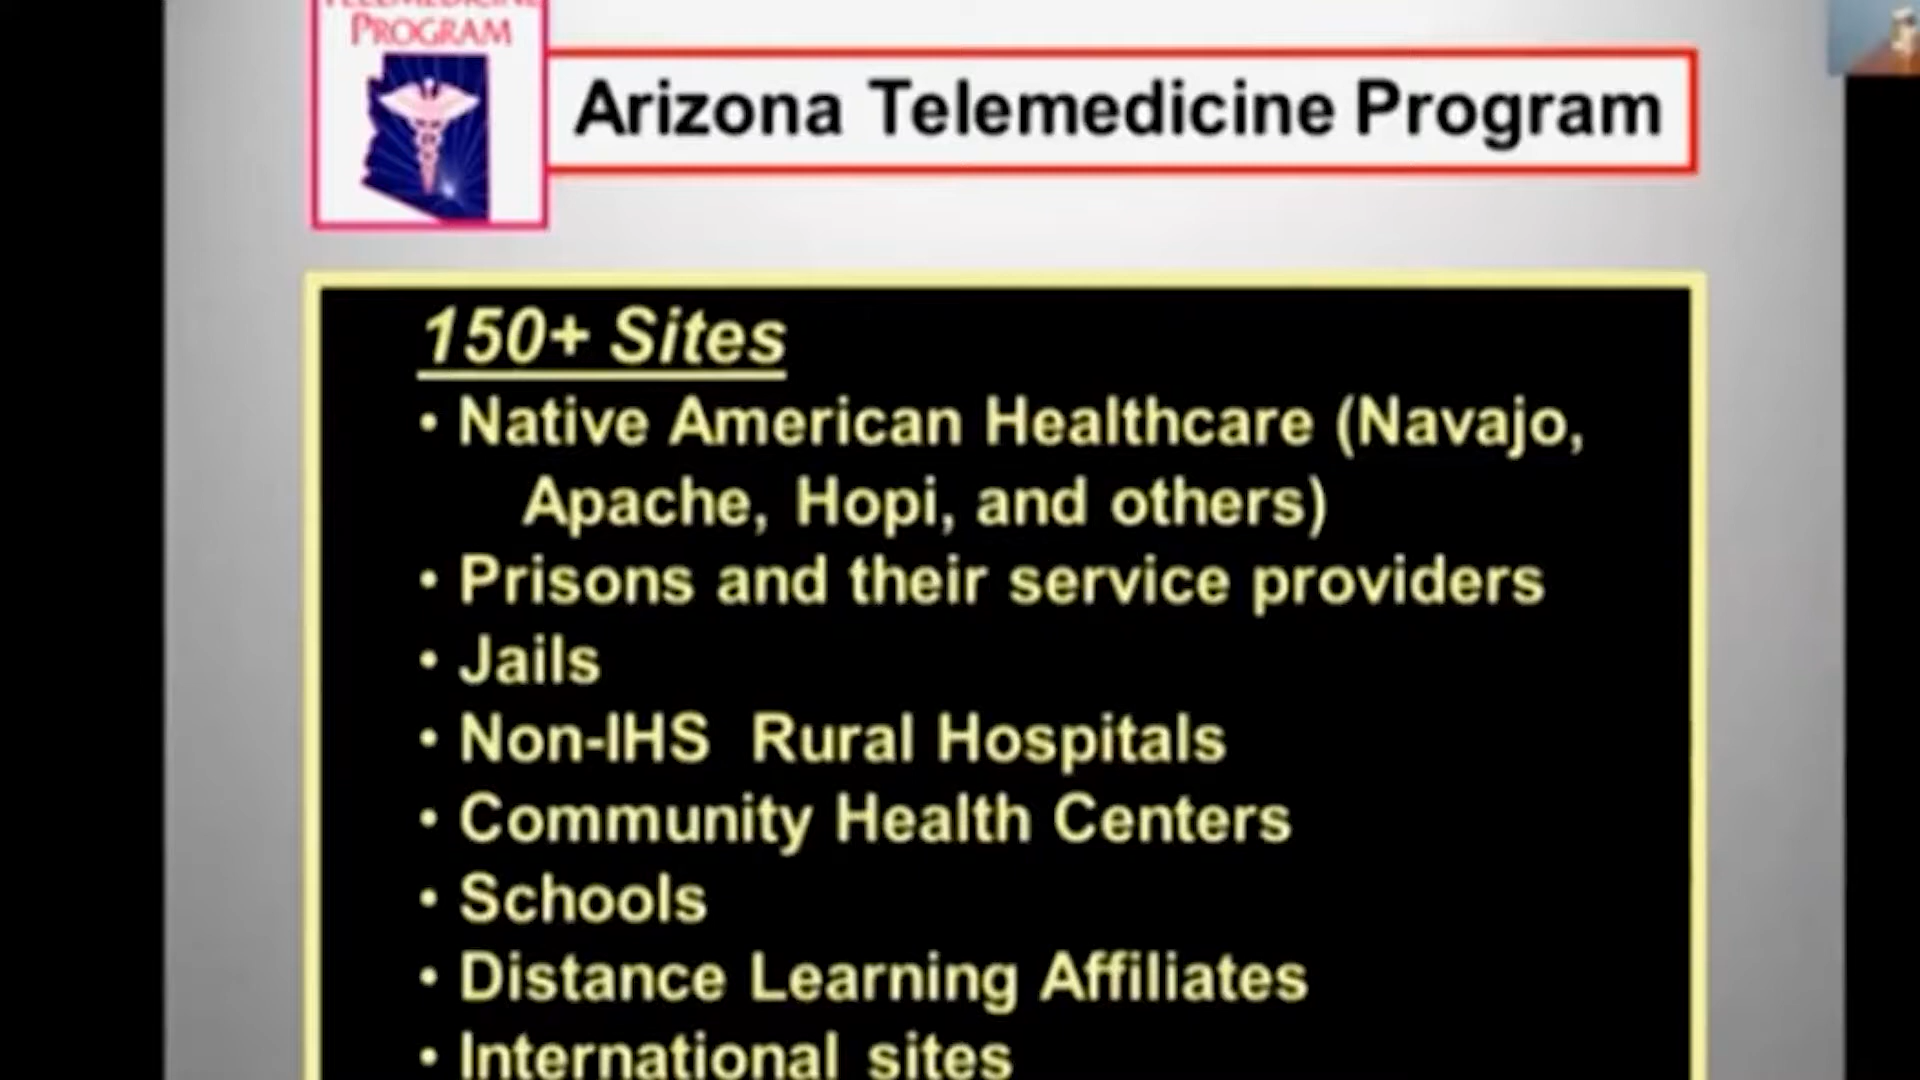 TELEMEDICINE
PROGRAM
Arizona Telemedicine Program
150+ Sites
• Native American Healthcare (Navajo,
Apache, Hopi, and others)
• Prisons and their service providers
• Jails
• Non-IHS Rural Hospitals
• Community Health Centers
• Schools
• Distance Learning Affiliates
• International sites